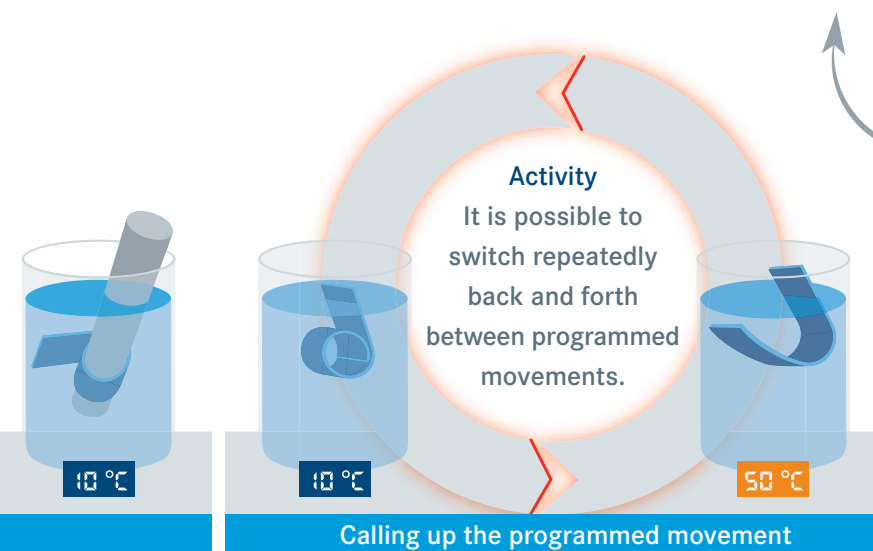 Activity
It is possible to
switch repeatedly
back and forth
between programmed
movements.
10 °C
10 °C
50 °C
Calling up the programmed movement